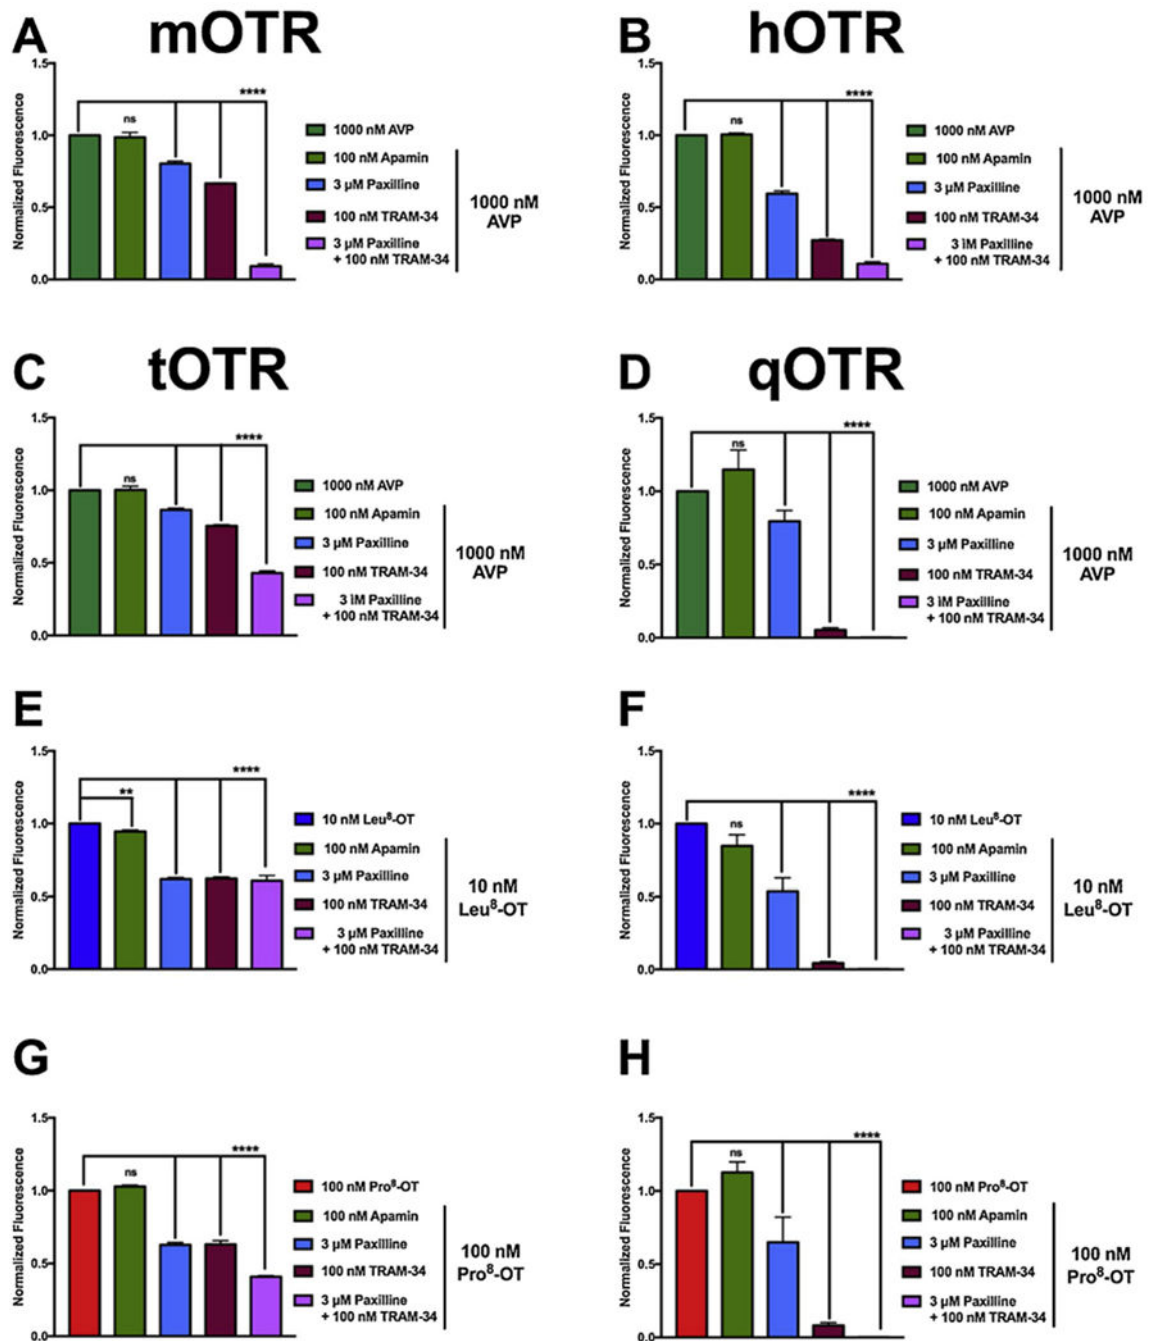 A mOTR
Normalized Fluorescence
1.5
1.0
0.5
0.0
ns
****
1000 nM AVP
100 nM Apamin
3 µM Paxilline
100 nM TRAM-34
3 µM Paxilline
+ 100 nM TRAM-34
1000 nM
AVP
B hOTR
Normalized Fluorescence
1.5
1.0
0.5
0.0
ns
****
1000 nM AVP
100 nM Apamin
3 µM Paxilline
100 nM TRAM-34
3 ìM Paxilline
+ 100 nM TRAM-34
1000 nM
AVP
C tOTR
Normalized Fluorescence
1.5
1.0
0.5
0.0
ns
****
1000 nM AVP
100 nM Apamin
3 µM Paxilline
100 nM TRAM-34
3 ìM Paxilline
+ 100 nM TRAM-34
1000 nM
AVP
D qOTR
Normalized Fluorescence
1.5
1.0
0.5
0.0
ns
****
1000 nM AVP
100 nM Apamin
3 µM Paxilline
100 nM TRAM-34
3 ìM Paxilline
+ 100 nM TRAM-34
1000 nM
AVP
E
Normalized Fluorescence
1.5
1.0
0.5
0.0
**
****
10 nM Leu⁸-OT
100 nM Apamin
3 µM Paxilline
100 nM TRAM-34
3 µM Paxilline
+ 100 nM TRAM-34
10 nM
Leu⁸-OT
F
Normalized Fluorescence
1.5
1.0
0.5
0.0
ns
****
10 nM Leu⁸-OT
100 nM Apamin
3 µM Paxilline
100 nM TRAM-34
3 µM Paxilline
+ 100 nM TRAM-34
10 nM
Leu⁸-OT
G
Normalized Fluorescence
1.5
1.0
0.5
0.0
ns
****
100 nM Pro⁸-OT
100 nM Apamin
3 µM Paxilline
100 nM TRAM-34
3 µM Paxilline
+ 100 nM TRAM-34
100 nM
Pro⁸-OT
H
Normalized Fluorescence
1.5
1.0
0.5
0.0
ns
****
100 nM Pro⁸-OT
100 nM Apamin
3 µM Paxilline
100 nM TRAM-34
3 µM Paxilline
+ 100 nM TRAM-34
100 nM
Pro⁸-OT